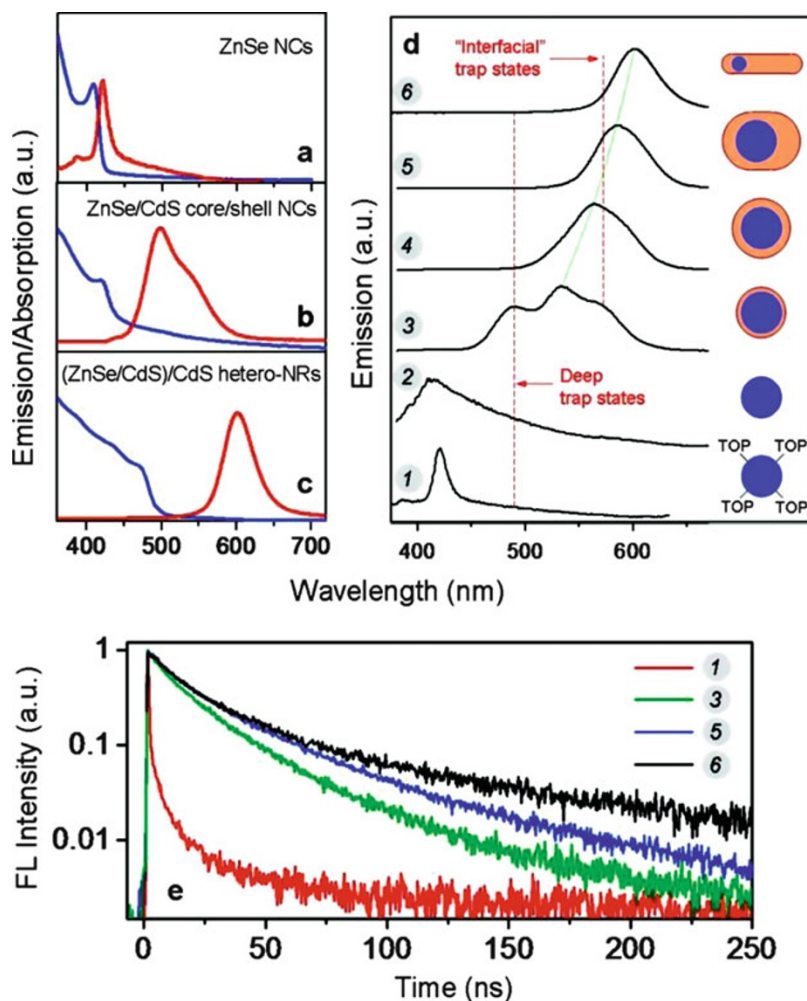 ZnSe NCs
a
ZnSe/CdS core/shell NCs
b
(ZnSe/CdS)/CdS hetero-NRs
c
400 500 600 700
Emission/Absorption (a.u.)
d
"Interfacial"
trap states
6
5
4
3
2
Deep
trap states
1
TOP TOP
TOP TOP
400 500 600
Emission (a.u.)
Wavelength (nm)
1
0.1
0.01
FL Intensity (a.u.)
1
3
5
6
e
0 50 100 150 200 250
Time (ns)